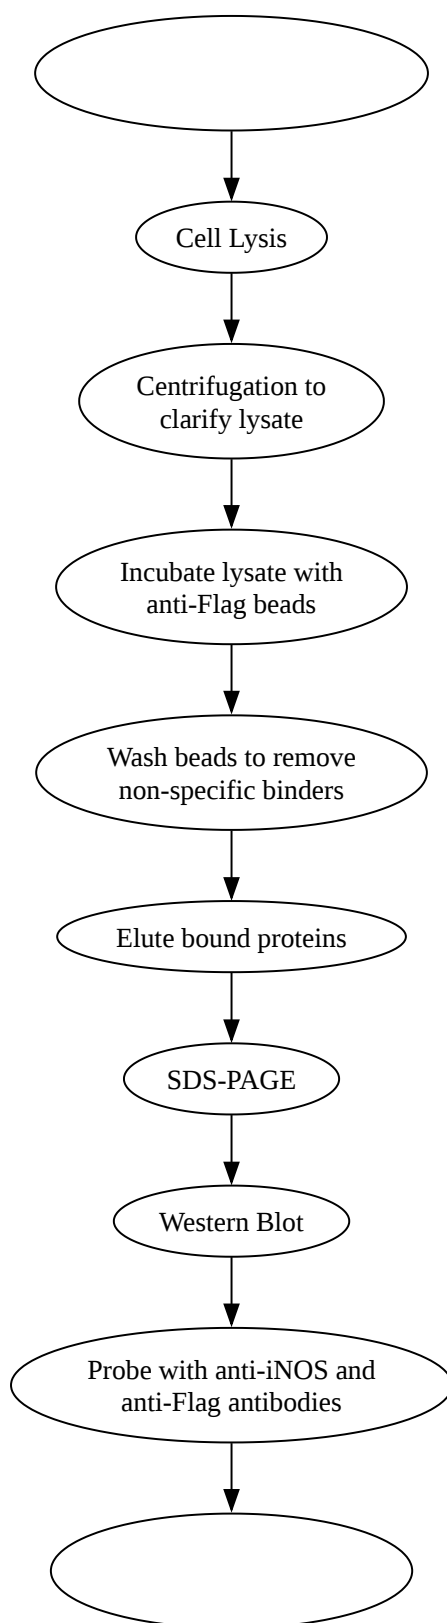 Cell Lysis
Centrifugation to
clarify lysate
Incubate lysate with
anti-Flag beads
Wash beads to remove
non-specific binders
Elute bound proteins
SDS-PAGE
Western Blot
Probe with anti-iNOS and
anti-Flag antibodies